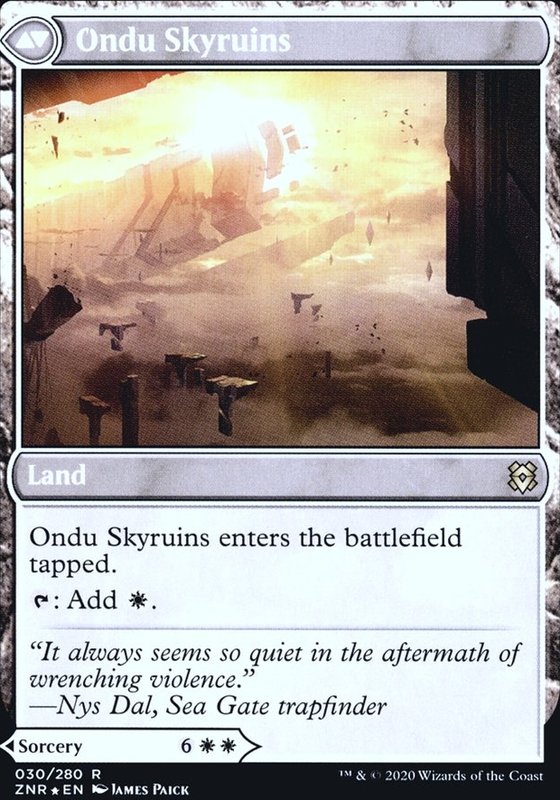 Ondu Skyruins
Land
Ondu Skyruins enters the battlefield
tapped.
: Add .
“It always seems so quiet in the aftermath of
wrenching violence.”
—Nys Dal, Sea Gate trapfinder
Sorcery 6
030/280 R
ZNR★EN James Paick
™ & © 2020 Wizards of the Coast